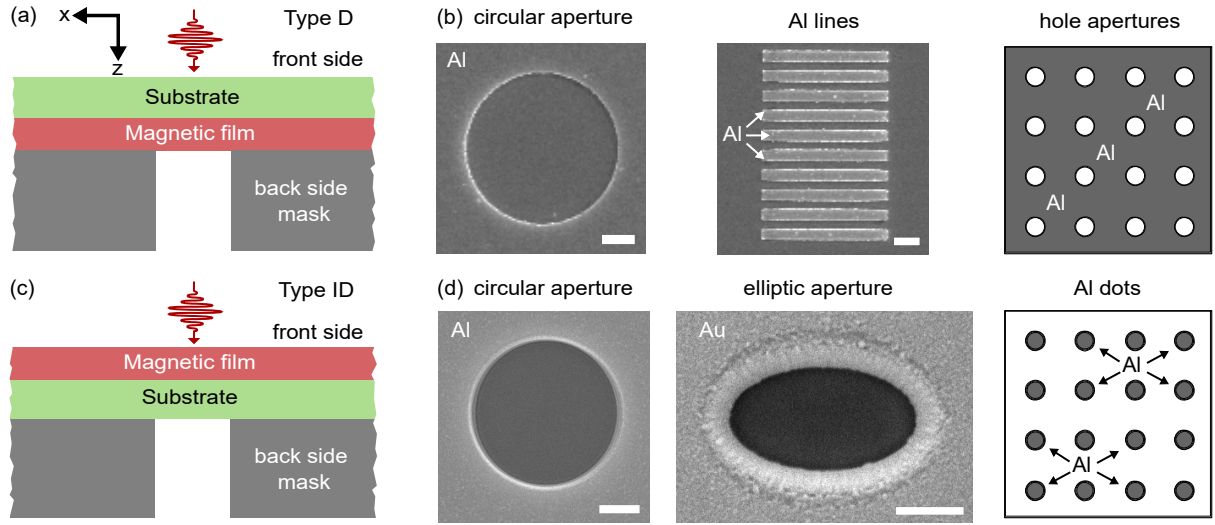 (a)
x
z
Type D
front side
Substrate
Magnetic film
back side
mask
(b)
circular aperture
Al
Al lines
Al
hole apertures
Al
Al
Al
(c)
Type ID
front side
Magnetic film
Substrate
back side
mask
(d)
circular aperture
Al
elliptic aperture
Au
Al dots
Al
Al